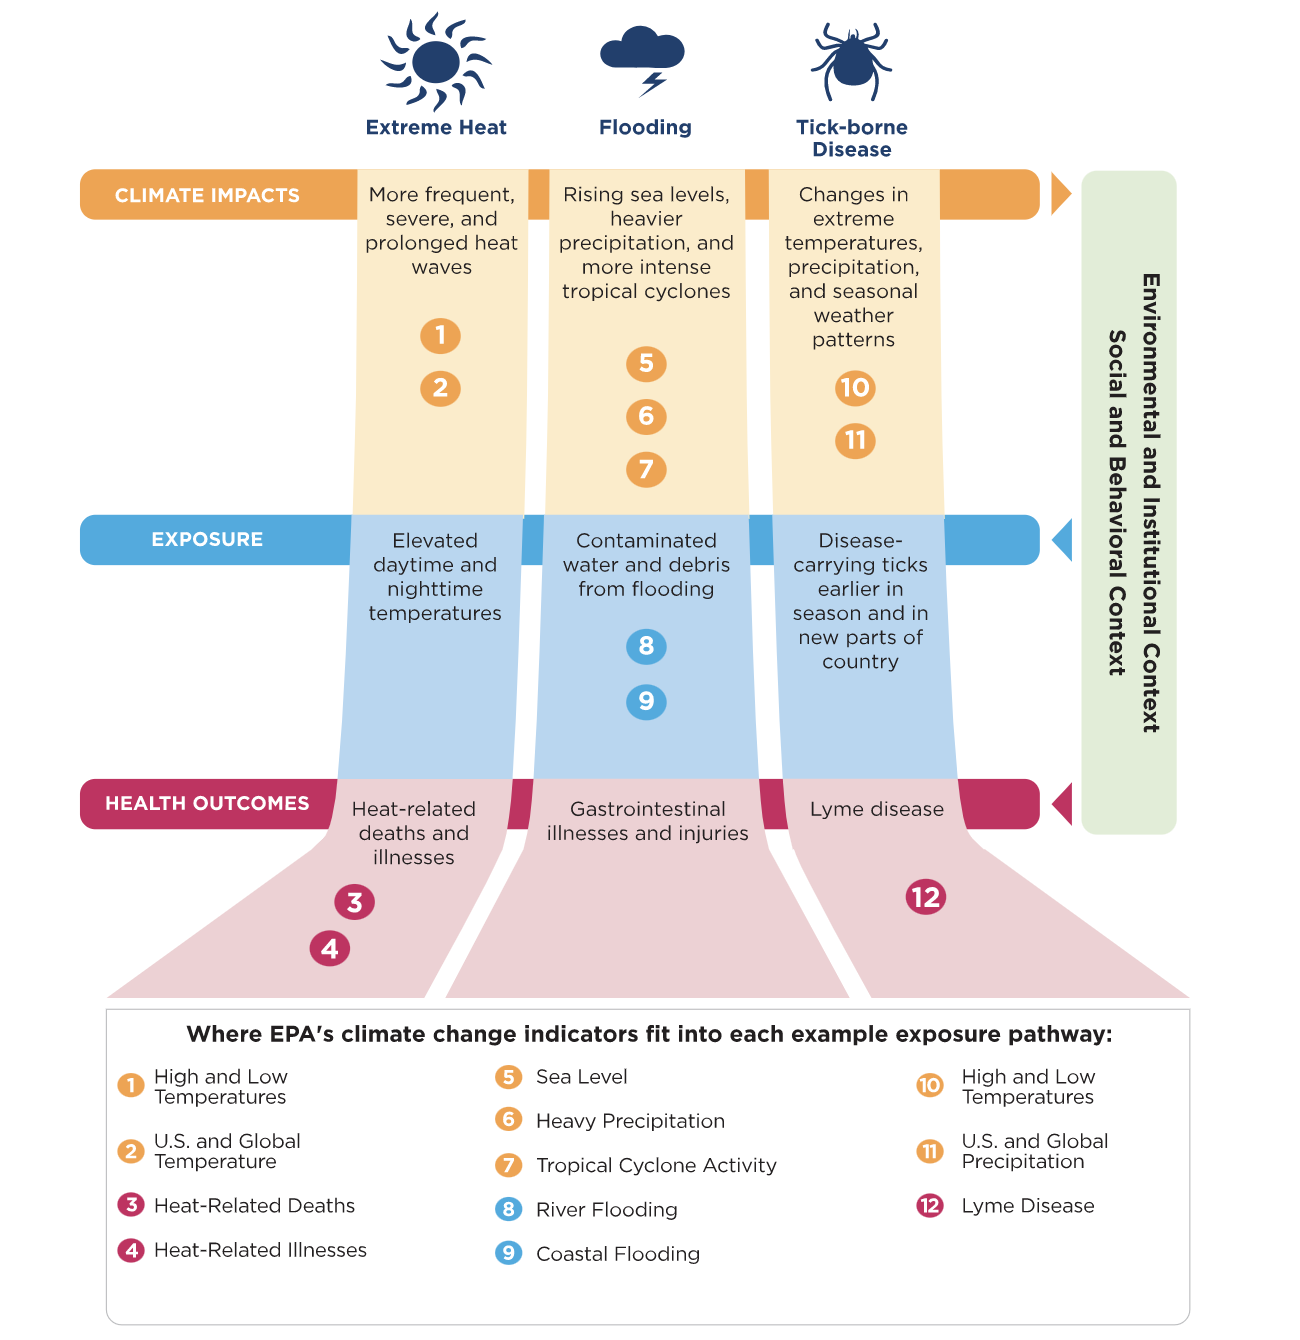 Extreme Heat
Flooding
Tick-borne
Disease
CLIMATE IMPACTS
More frequent,
severe, and
prolonged heat
waves
1
2
Rising sea levels,
heavier
precipitation, and
more intense
tropical cyclones
5
6
7
Changes in
extreme
temperatures,
precipitation,
and seasonal
weather
patterns
10
11
EXPOSURE
Elevated
daytime and
nighttime
temperatures
Contaminated
water and debris
from flooding
8
9
Disease-
carrying ticks
earlier in
season and in
new parts of
country
HEALTH OUTCOMES
Heat-related
deaths and
illnesses
3
4
Gastrointestinal
illnesses and injuries
Lyme disease
12
Environmental and Institutional Context
Social and Behavioral Context
Where EPA's climate change indicators fit into each example exposure pathway:
1 High and Low
Temperatures
2 U.S. and Global
Temperature
3 Heat-Related Deaths
4 Heat-Related Illnesses
5 Sea Level
6 Heavy Precipitation
7 Tropical Cyclone Activity
8 River Flooding
9 Coastal Flooding
10 High and Low
Temperatures
11 U.S. and Global
Precipitation
12 Lyme Disease